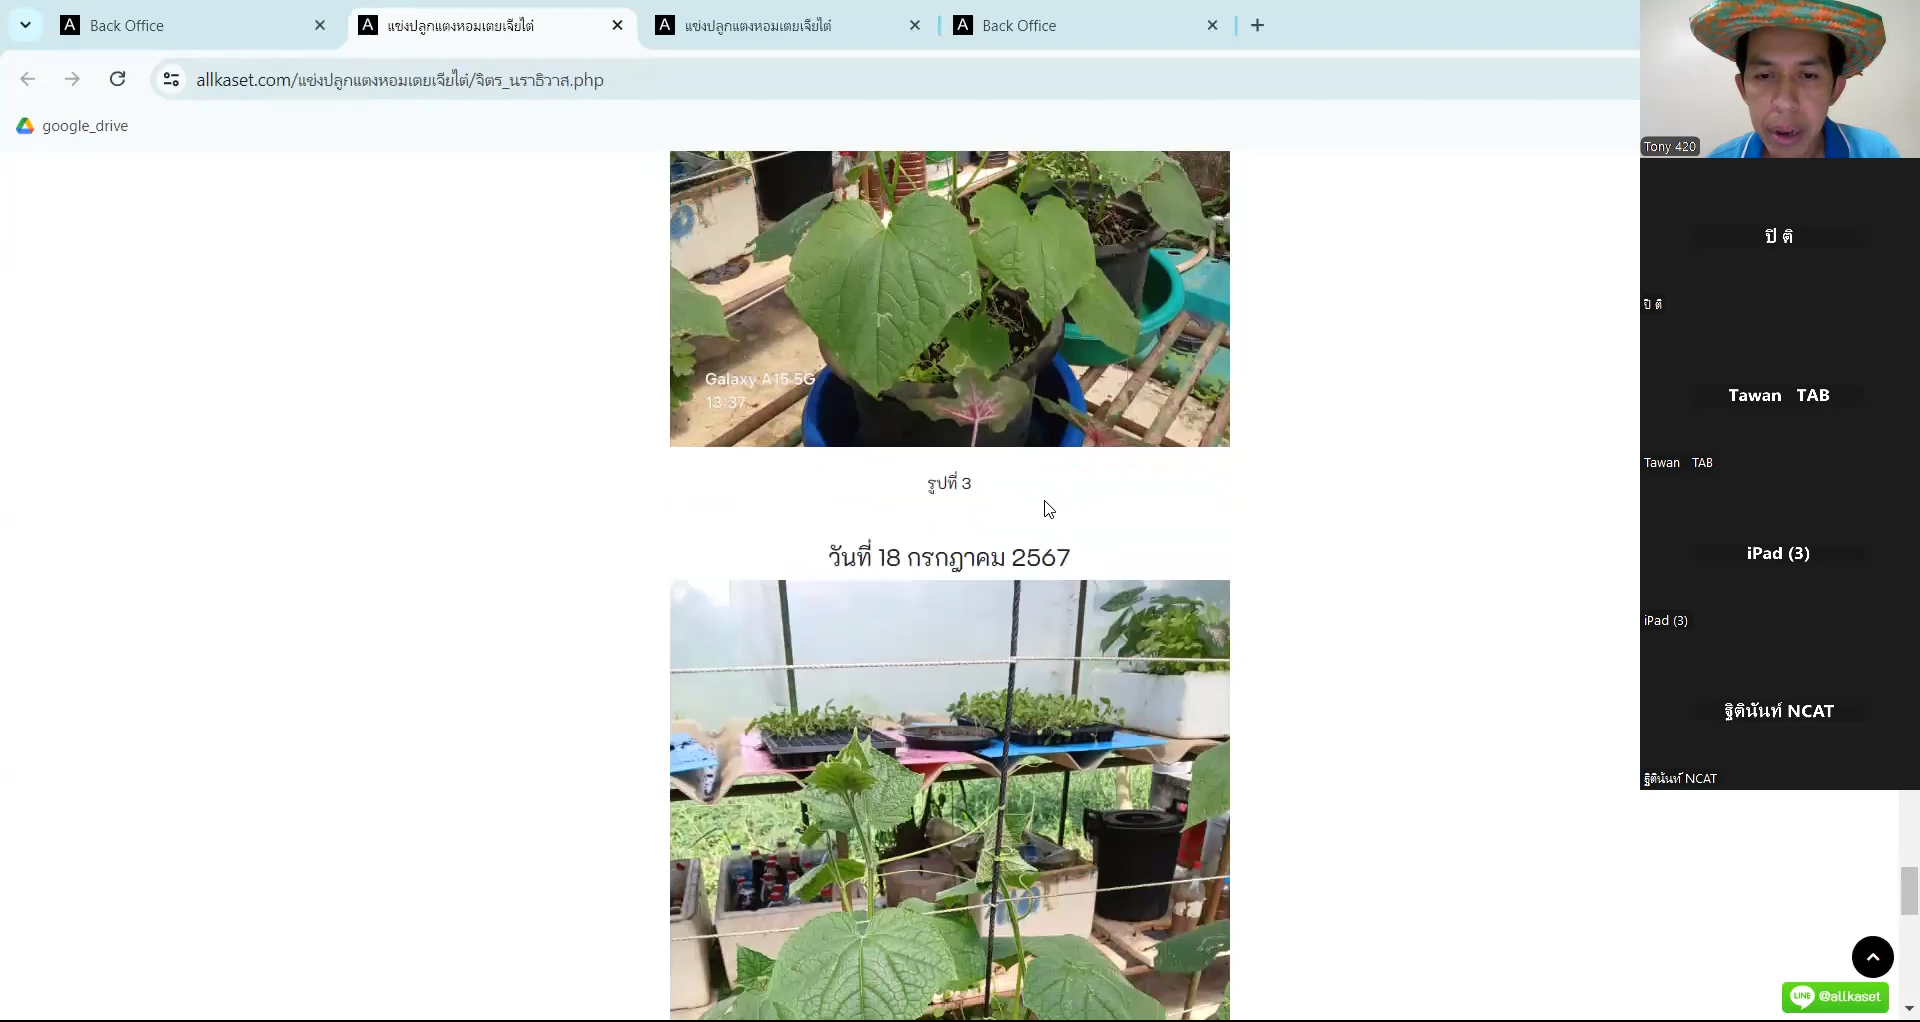 Back Office
แข่งปลูกแตงหอมเตยเจียไต๋
แข่งปลูกแตงหอมเตยเจียไต๋
Back Office
allkaset.com/แข่งปลูกแตงหอมเตยเจียไต๋/จิตร_นราธิวาส.php
google_drive
Tony 420
ปิ ติ
ปิ ติ
Galaxy A15 5G
13:37
Tawan TAB
Tawan TAB
รูปที่ 3
วันที่ 18 กรกฎาคม 2567
iPad (3)
iPad (3)
ฐิตินันท์ NCAT
ฐิตินันท์ NCAT
LINE @allkaset